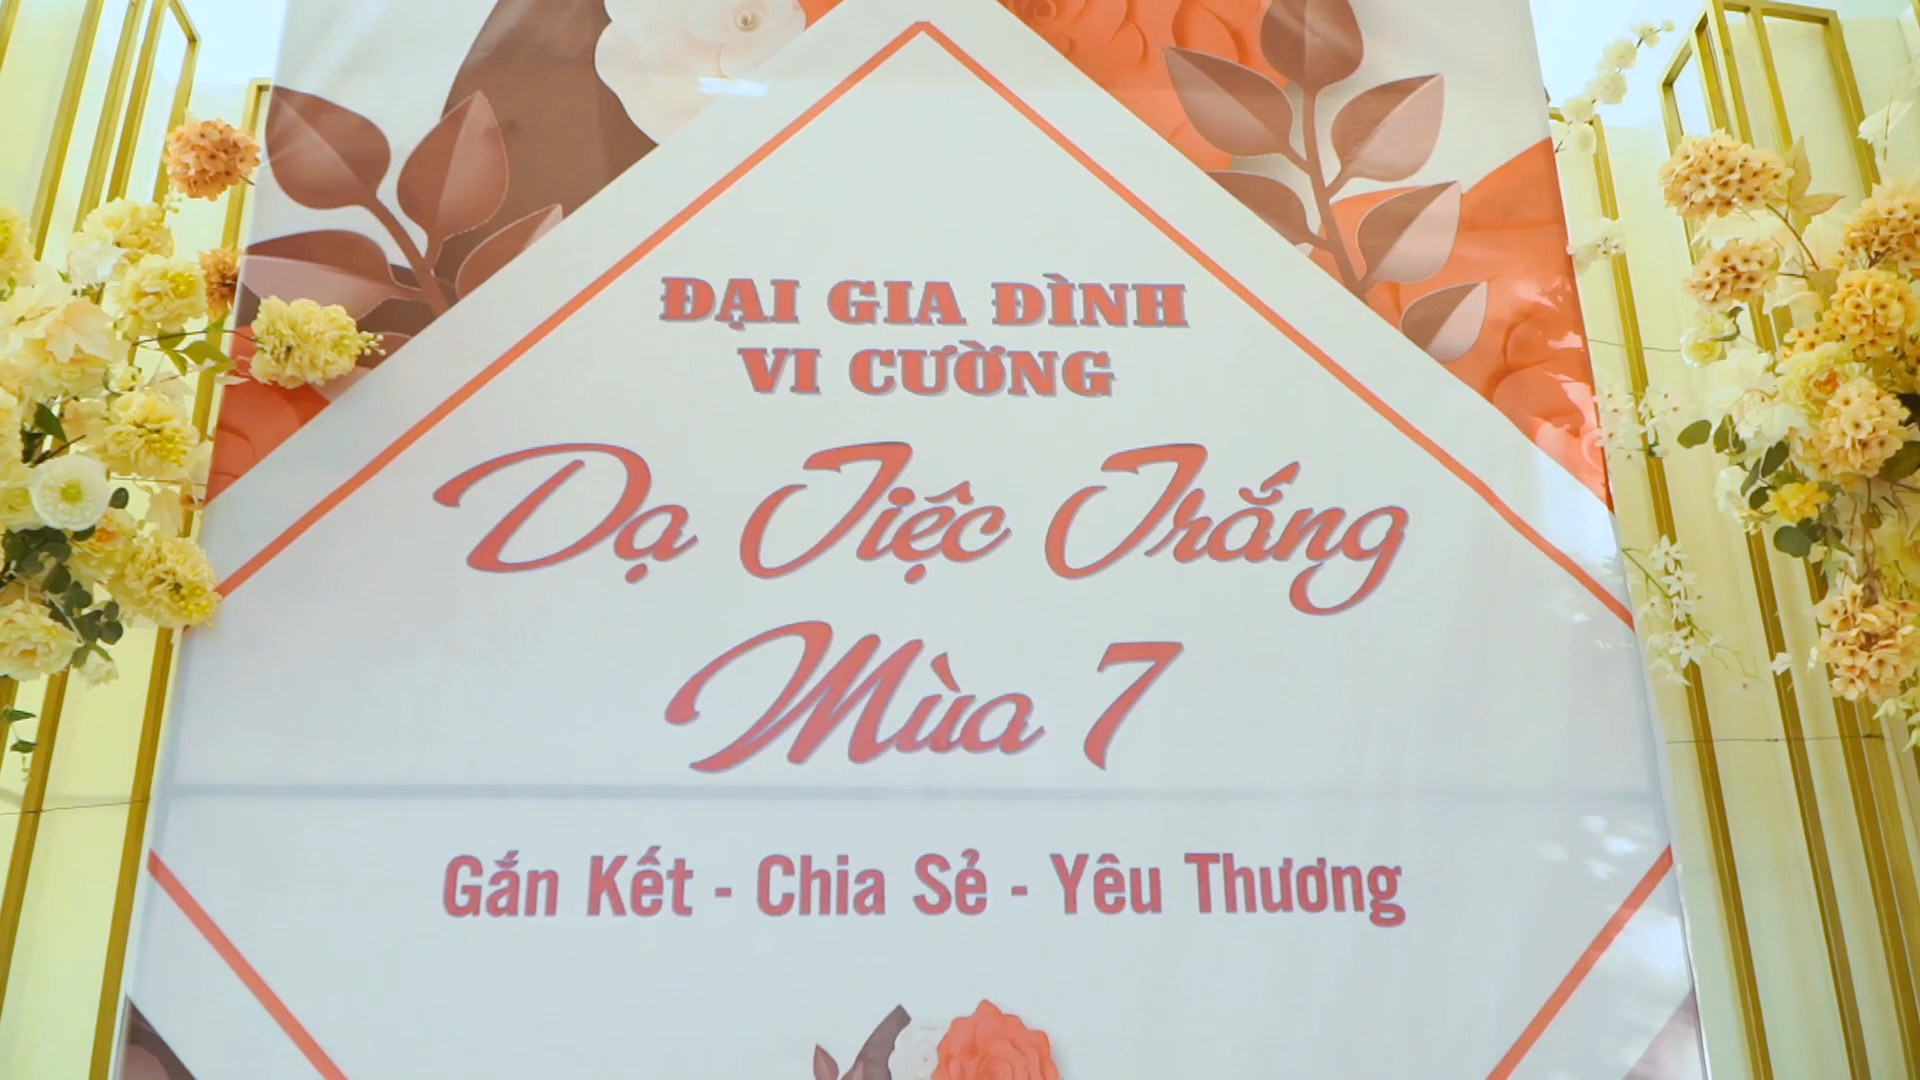 ĐẠI GIA ĐÌNH
VI CƯỜNG
Dạ Tiệc Trắng
Mùa 7
Gắn Kết - Chia Sẻ - Yêu Thương